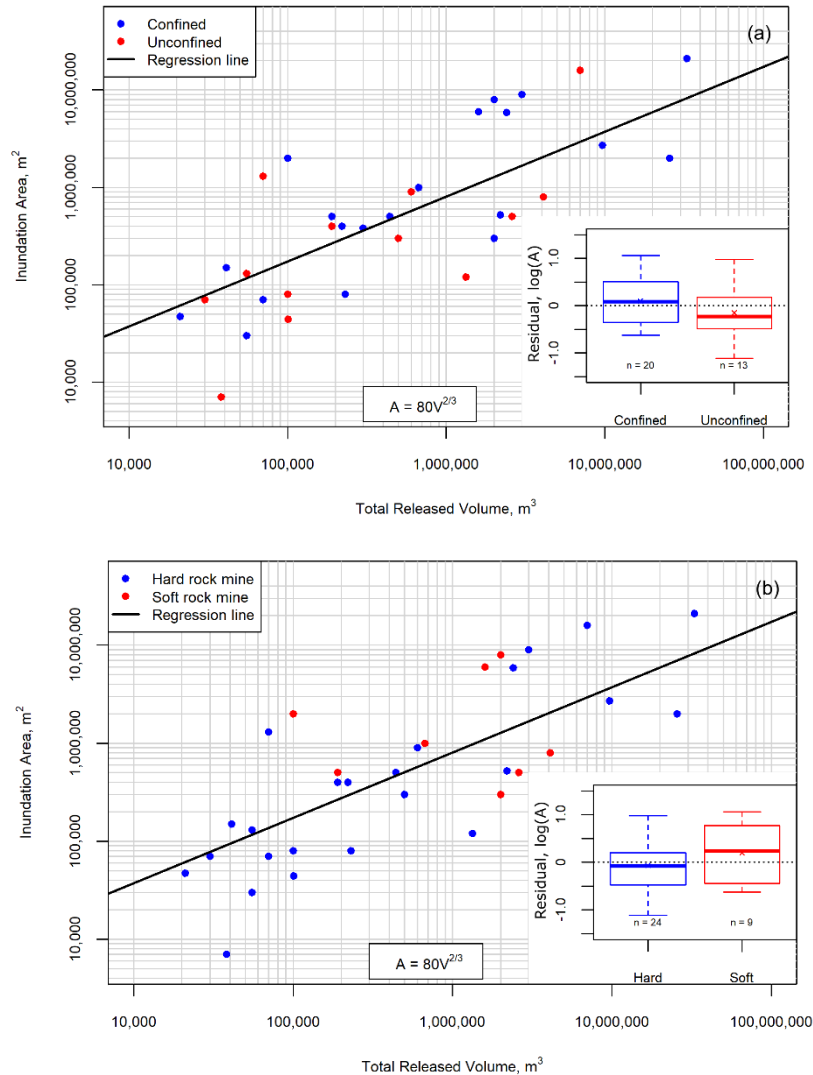 (a)
Confined
Unconfined
Regression line
Inundation Area, m²
10,000,000
1,000,000
100,000
10,000
A = 80V^2/3
Residual, log(A)
1.0
0
-1.0
n = 20
n = 13
Confined
Unconfined
10,000
100,000
1,000,000
10,000,000
100,000,000
Total Released Volume, m³
(b)
Hard rock mine
Soft rock mine
Regression line
Inundation Area, m²
10,000,000
1,000,000
100,000
10,000
A = 80V^2/3
Residual, log(A)
1.0
0
-1.0
n = 24
n = 9
Hard
Soft
10,000
100,000
1,000,000
10,000,000
100,000,000
Total Released Volume, m³